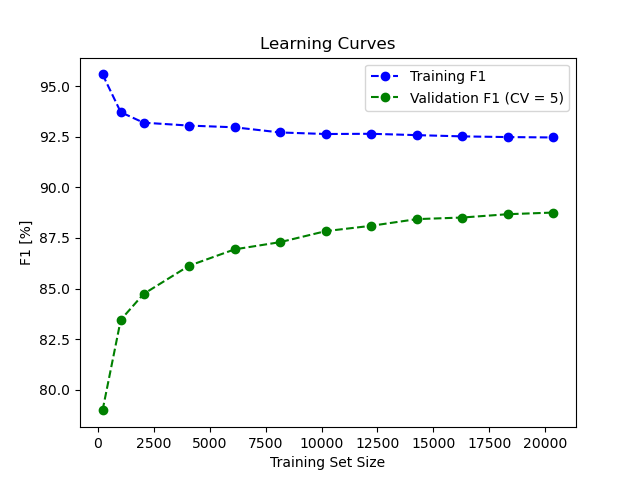 Learning Curves
Training F1
Validation F1 (CV = 5)
F1 [%]
95.0
92.5
90.0
87.5
85.0
82.5
80.0
0 2500 5000 7500 10000 12500 15000 17500 20000
Training Set Size